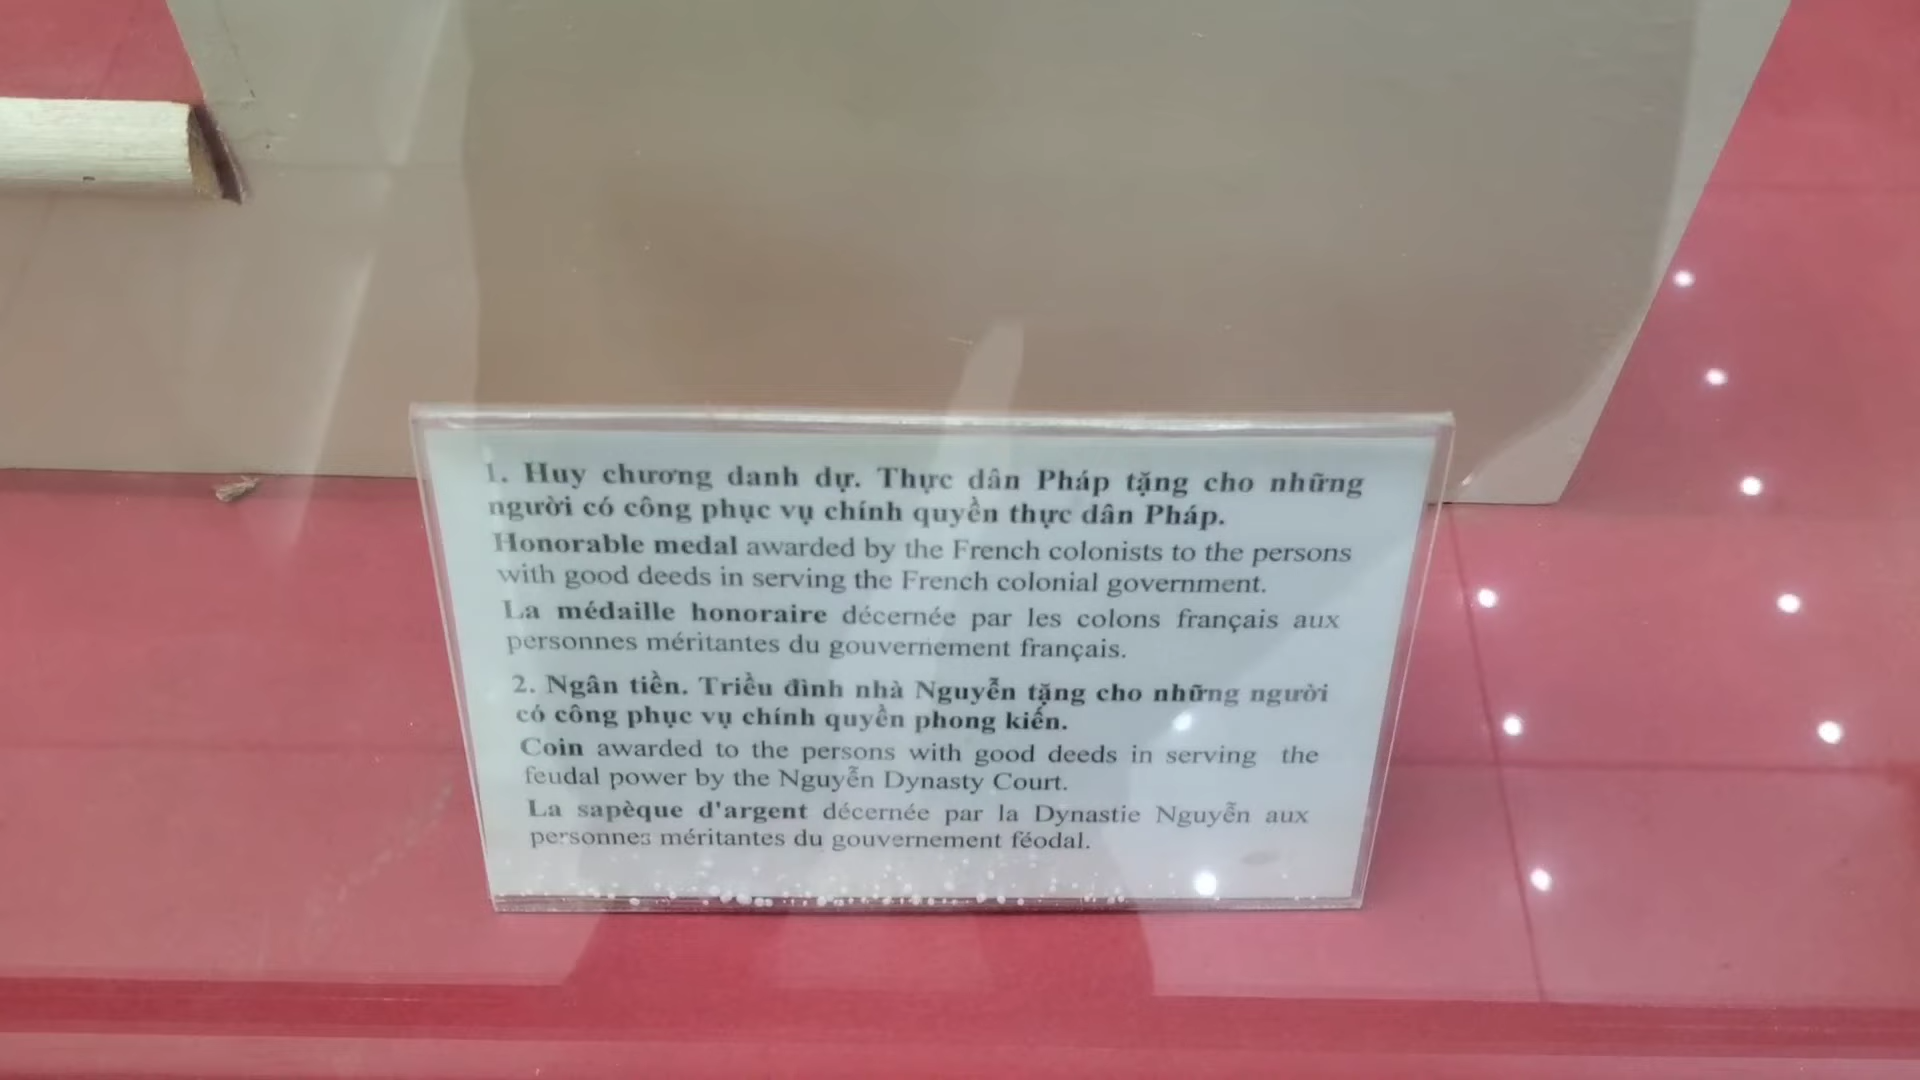 1. Huy chương danh dự. Thực dân Pháp tặng cho những
người có công phục vụ chính quyền thực dân Pháp.
Honorable medal awarded by the French colonists to the persons
with good deeds in serving the French colonial government.
La médaille honoraire décernée par les colons français aux
personnes méritantes du gouvernement français.
2. Ngân tiền. Triều đình nhà Nguyễn tặng cho những người
có công phục vụ chính quyền phong kiến.
Coin awarded to the persons with good deeds in serving the
feudal power by the Nguyễn Dynasty Court.
La sapèque d'argent décernée par la Dynastie Nguyễn aux
personnes méritantes du gouvernement féodal.